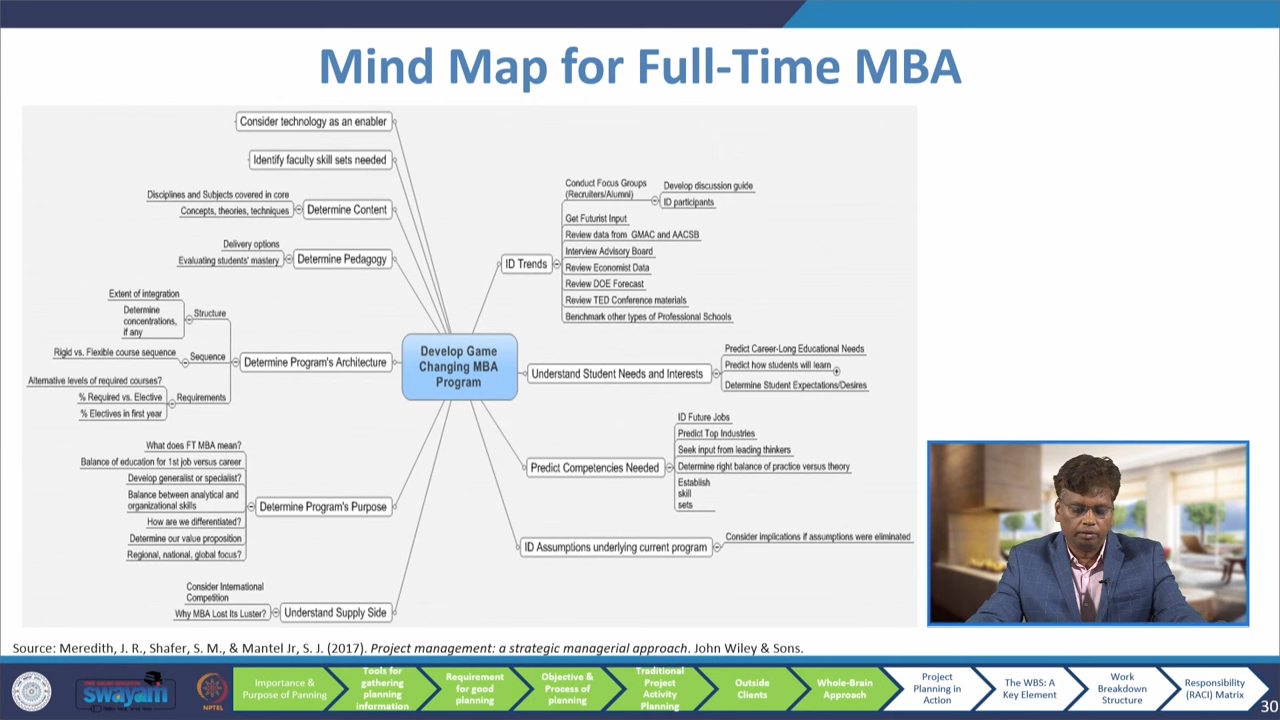 Mind Map for Full-Time MBA
Consider technology as an enabler
Identify faculty skill sets needed
Disciplines and Subjects covered in core
Concepts, theories, techniques
Determine Content
Delivery options
Evaluating students' mastery
Determine Pedagogy
Extent of integration
Determine
concentrations,
if any
Structure
Rigid vs. Flexible course sequence
Sequence
Alternative levels of required courses?
% Required vs. Elective
% Electives in first year
Requirements
Determine Program's Architecture
What does FT MBA mean?
Balance of education for 1st job versus career
Develop generalist or specialist?
Balance between analytical and
organizational skills
How are we differentiated?
Determine our value proposition
Regional, national, global focus?
Determine Program's Purpose
Consider International
Competition
Why MBA Lost Its Luster?
Understand Supply Side
Develop Game
Changing MBA
Program
ID Trends
Conduct Focus Groups
(Recruiters/Alumni)
Develop discussion guide
ID participants
Get Futurist Input
Review data from GMAC and AACSB
Interview Advisory Board
Review Economist Data
Review DOE Forecast
Review TED Conference materials
Benchmark other types of Professional Schools
Understand Student Needs and Interests
Predict Career-Long Educational Needs
Predict how students will learn
Determine Student Expectations/Desires
Predict Competencies Needed
ID Future Jobs
Predict Top Industries
Seek input from leading thinkers
Determine right balance of practice versus theory
Establish
skill
sets
ID Assumptions underlying current program
Consider implications if assumptions were eliminated
Source: Meredith, J. R., Shafer, S. M., & Mantel Jr, S. J. (2017). Project management: a strategic managerial approach. John Wiley & Sons.
swayam
NPTEL
Importance &
Purpose of Panning
Tools for
gathering
planning
information
Requirement
for good
planning
Objective &
Process of
planning
Traditional
Project
Activity
Planning
Outside
Clients
Whole-Brain
Approach
Project
Planning in
Action
The WBS: A
Key Element
Work
Breakdown
Structure
Responsibility
(RACI) Matrix
30